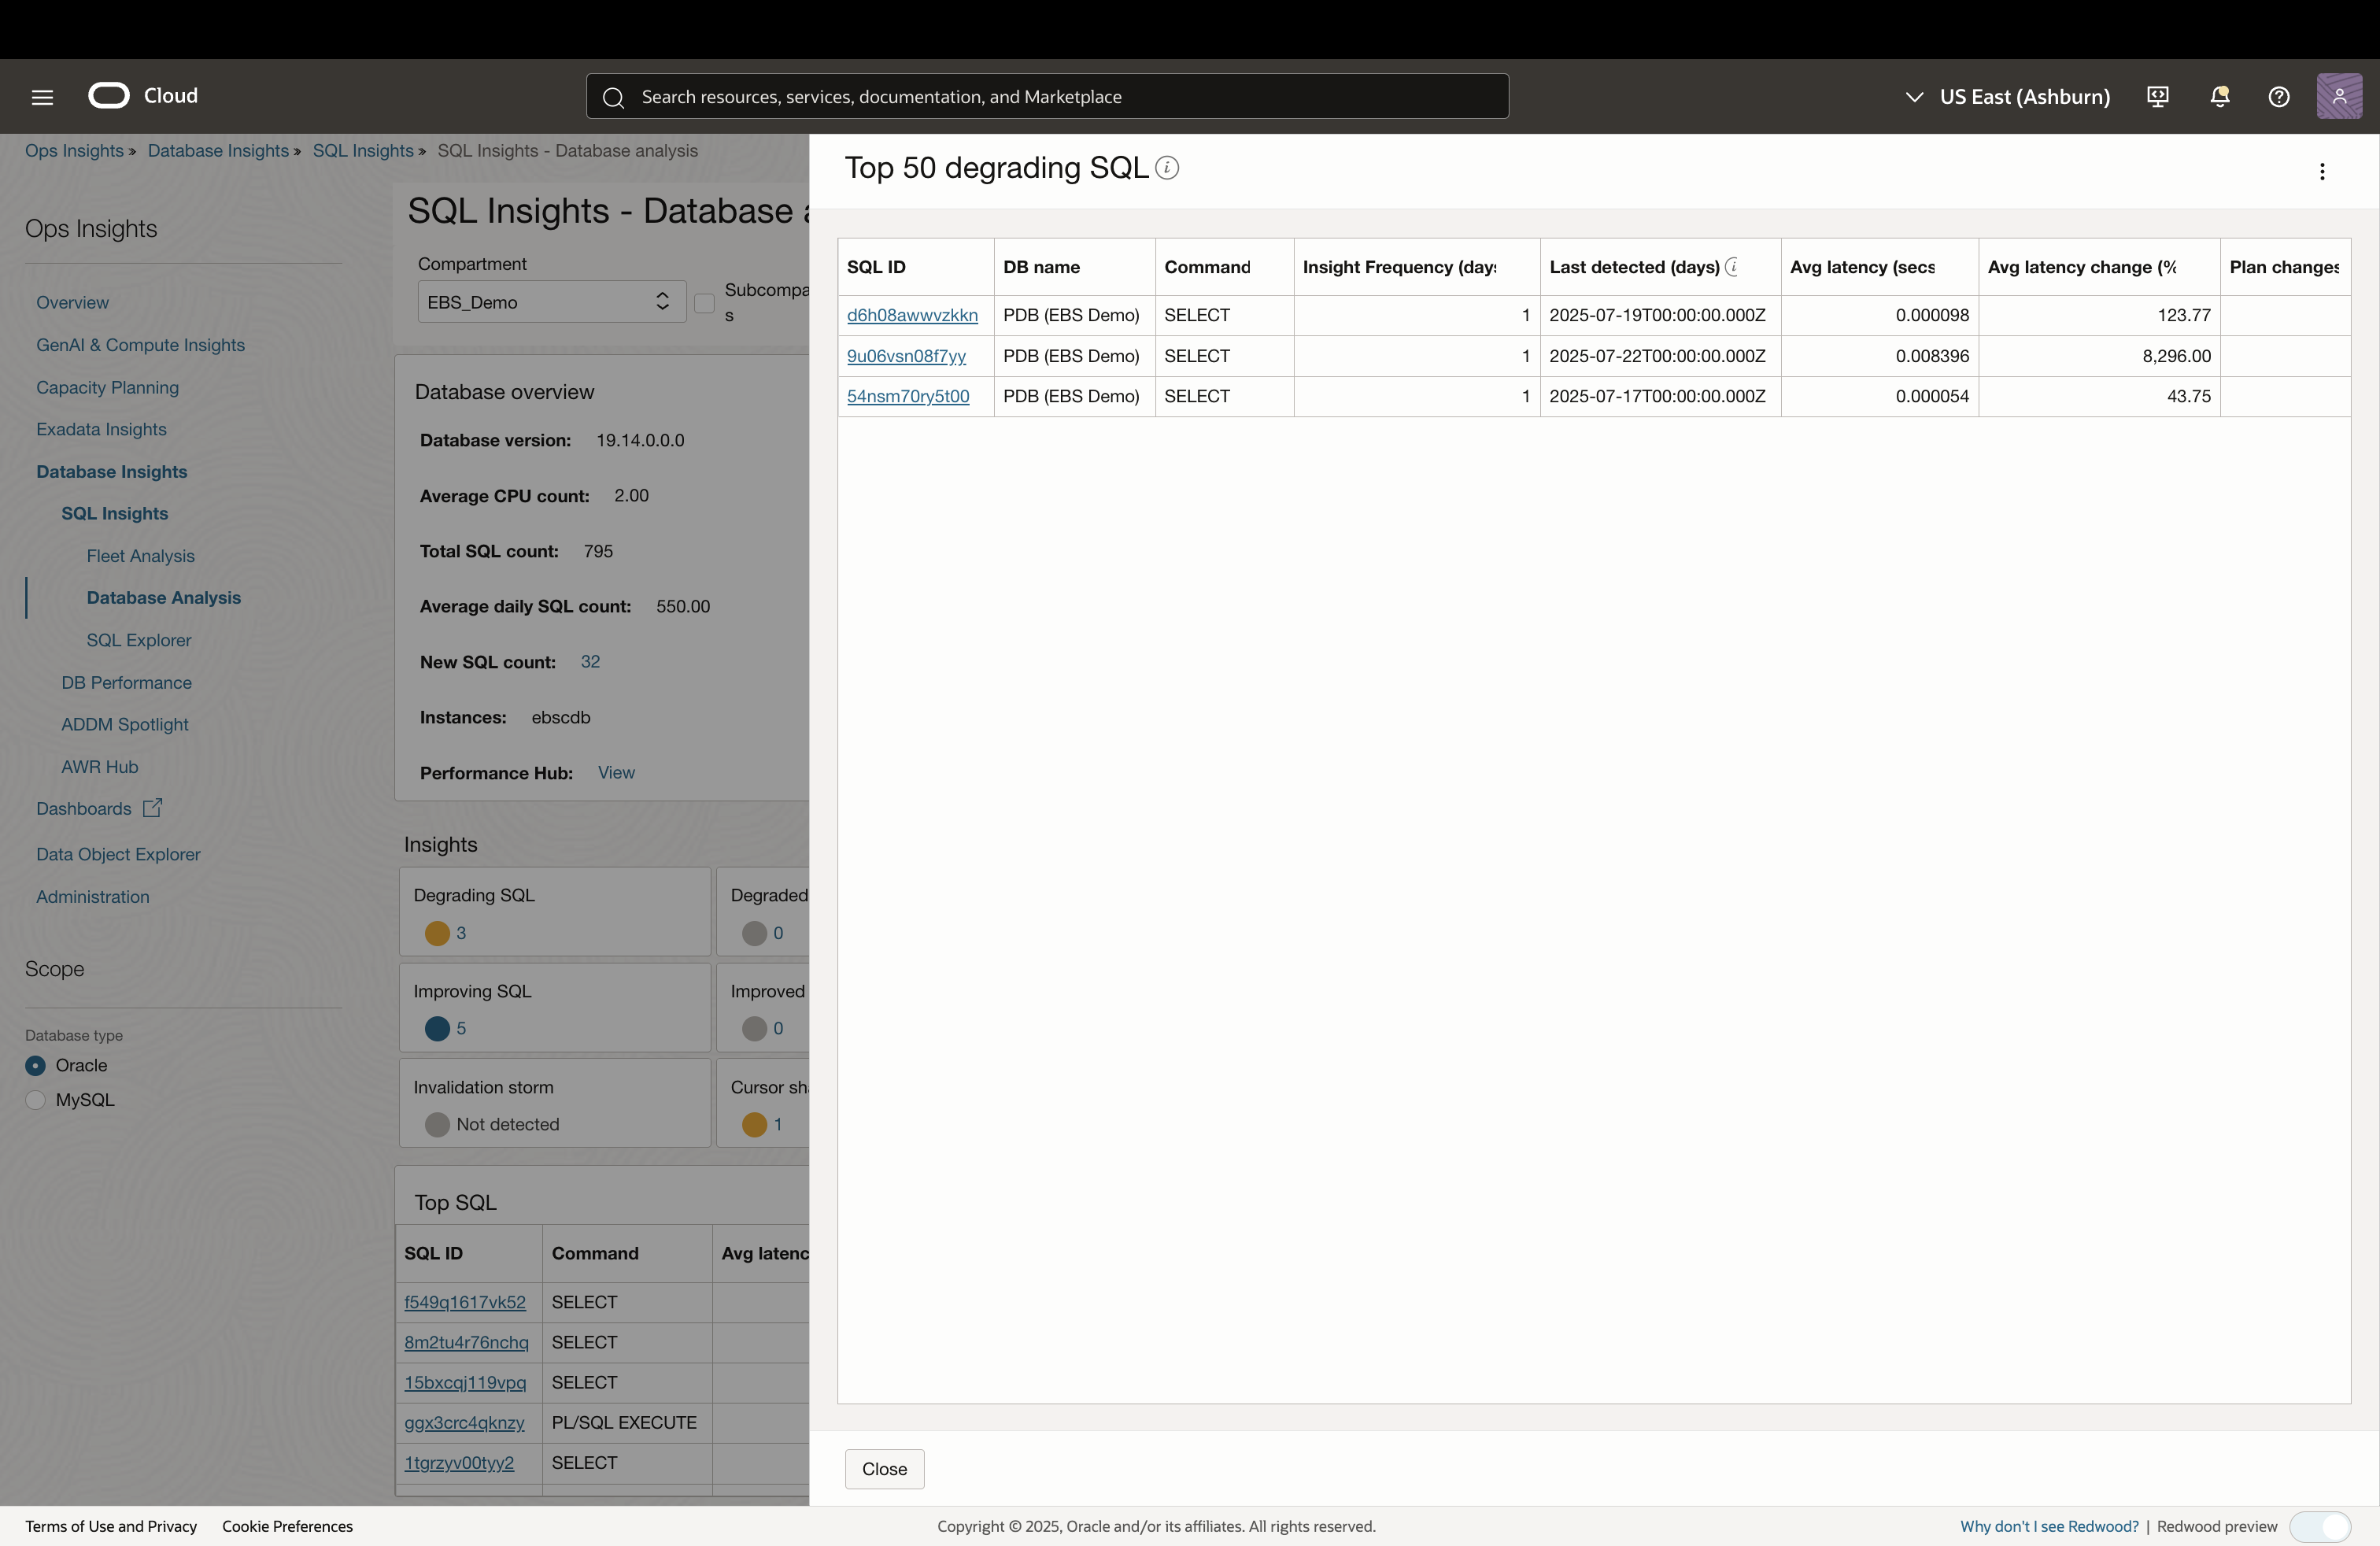 Cloud
Search resources, services, documentation, and Marketplace
US East (Ashburn)
Ops Insights » Database Insights » SQL Insights » SQL Insights - Database analysis
Ops Insights
Overview
GenAI & Compute Insights
Capacity Planning
Exadata Insights
Database Insights
SQL Insights
Fleet Analysis
Database Analysis
SQL Explorer
DB Performance
ADDM Spotlight
AWR Hub
Dashboards
Data Object Explorer
Administration
Scope
Database type
Oracle
MySQL
SQL Insights - Database
Compartment
EBS_Demo
Subcompa
s
Database overview
Database version: 19.14.0.0.0
Average CPU count: 2.00
Total SQL count: 795
Average daily SQL count: 550.00
New SQL count: 32
Instances: ebscdb
Performance Hub: View
Insights
Degrading SQL
3
Degraded
0
Improving SQL
5
Improved
0
Invalidation storm
Not detected
Cursor sh
1
Top SQL
SQL ID Command Avg latenc
f549q1617vk52 SELECT
8m2tu4r76nchq SELECT
15bxcqj119vpq SELECT
ggx3crc4qknzy PL/SQL EXECUTE
1tgrzyv00tyy2 SELECT
Top 50 degrading SQL
SQL ID DB name Command Insight Frequency (days Last detected (days) Avg latency (secs Avg latency change (% Plan changes
d6h08awwvzkkn PDB (EBS Demo) SELECT 1 2025-07-19T00:00:00.000Z 0.000098 123.77
9u06vsn08f7yy PDB (EBS Demo) SELECT 1 2025-07-22T00:00:00.000Z 0.008396 8,296.00
54nsm70ry5t00 PDB (EBS Demo) SELECT 1 2025-07-17T00:00:00.000Z 0.000054 43.75
Close
Terms of Use and Privacy Cookie Preferences
Copyright © 2025, Oracle and/or its affiliates. All rights reserved.
Why don't I see Redwood? | Redwood preview